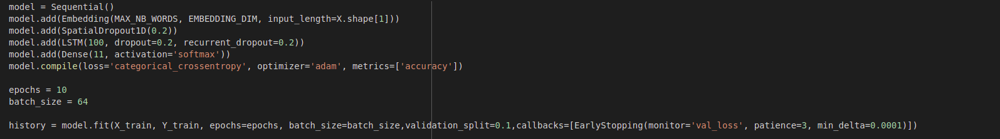 model = Sequential()
model.add(Embedding(MAX_NB_WORDS, EMBEDDING_DIM, input_length=X.shape[1]))
model.add(SpatialDropout1D(0.2))
model.add(LSTM(100, dropout=0.2, recurrent_dropout=0.2))
model.add(Dense(11, activation='softmax'))
model.compile(loss='categorical_crossentropy', optimizer='adam', metrics=['accuracy'])
epochs = 10
batch_size = 64
history = model.fit(X_train, Y_train, epochs=epochs, batch_size=batch_size,validation_split=0.1,callbacks=[EarlyStopping(monitor='val_loss', patience=3, min_delta=0.0001)])